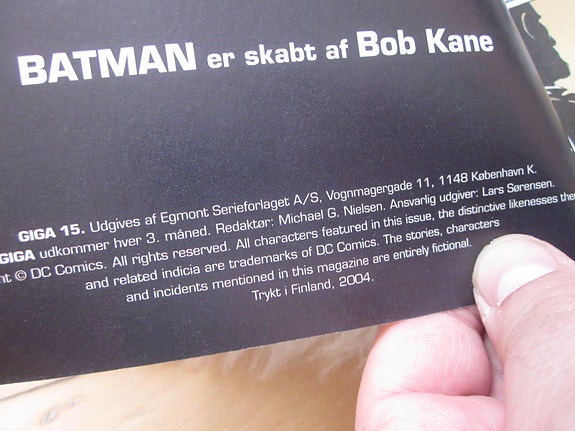 BATMAN er skabt af Bob Kane
GIGA 15. Udgives af Egmont Serieforlaget A/S, Vognmagergade 11, 1148 København K.
GIGA udkommer hver 3. måned. Redaktør: Michael G. Nielsen. Ansvarlig udgiver: Lars Sørensen.
© DC Comics. All rights reserved. All characters featured in this issue, the distinctive likenesses
and related indicia are trademarks of DC Comics. The stories, characters
and incidents mentioned in this magazine are entirely fictional.
Trykt i Finland, 2004.